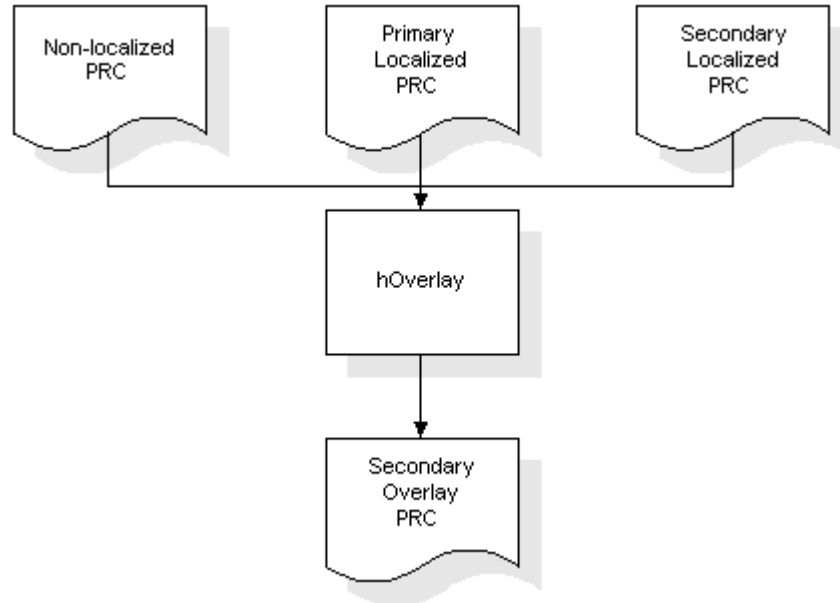 Non-localized
PRC
Primary
Localized
PRC
Secondary
Localized
PRC
hOverlay
Secondary
Overlay
PRC